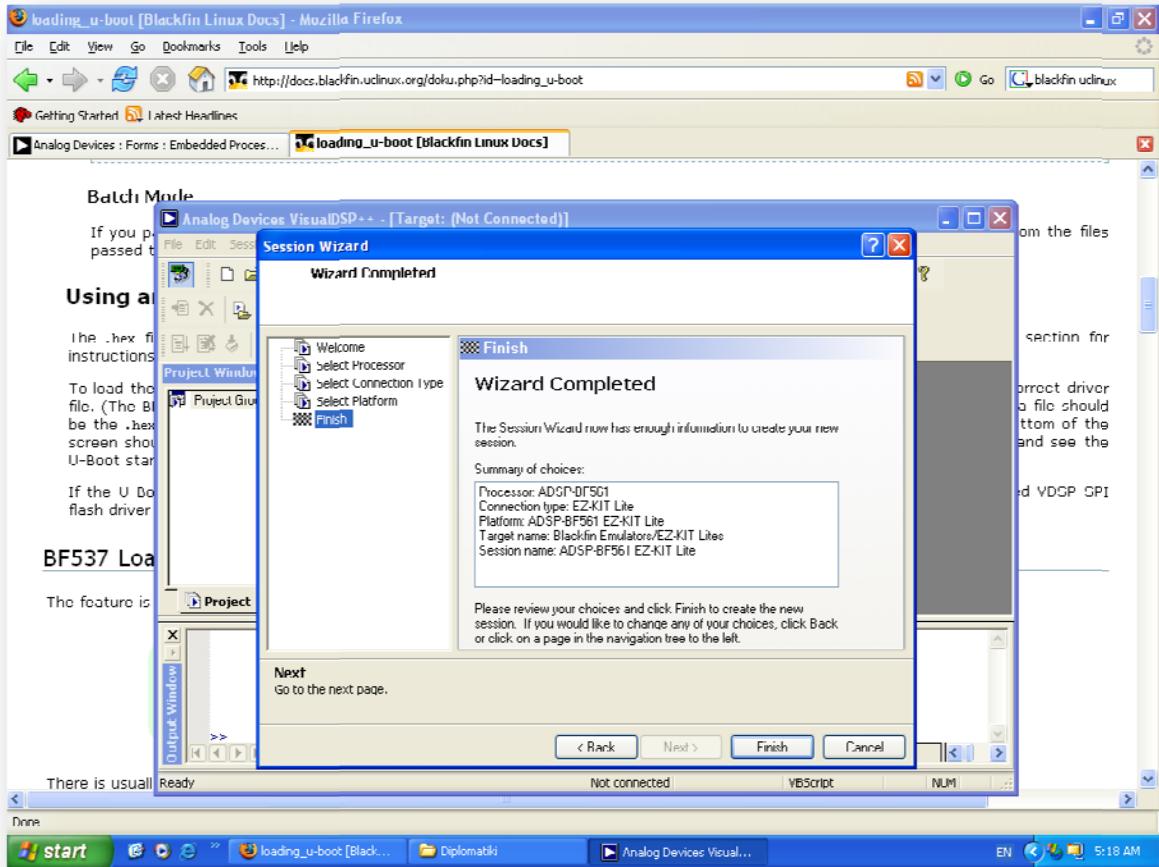 loading_u-boot [Blackfin Linux Docs] - Mozilla Firefox
File Edit View Go Bookmarks Tools Help
http://docs.blackfin.uclinux.org/doku.php?id=loading_u-boot
Go
blackfin uclinux
Getting Started
Latest Headlines
Analog Devices : Forms : Embedded Proces...
loading_u-boot [Blackfin Linux Docs]
Batch Mode
If you p
om the files
passed t
Using a
The .hex fi
section for
instructions
To load the
orrect driver
file. (The Bl
a file should
be the .hex
ttom of the
screen shou
and see the
U-Boot star
If the U Bo
ed VDSP SPI
flash driver
BF537 Loa
The feature is
There is usuall
Analog Devices VisualDSP++ - [Target: (Not Connected)]
File Edit Sess
Project Window
Project Grou
Project
Output Window
>>
Ready
Not connected
VBScript
NUM
Session Wizard
Wizard Completed
Welcome
Select Processor
Select Connection Type
Select Platform
Finish
Finish
Wizard Completed
The Session Wizard now has enough information to create your new
session.
Summary of choices:
Processor: ADSP-BF561
Connection type: EZ-KIT Lite
Platform: ADSP-BF561 EZ-KIT Lite
Target name: Blackfin Emulators/EZ-KIT Lites
Session name: ADSP-BF561 EZ-KIT Lite
Please review your choices and click Finish to create the new
session. If you would like to change any of your choices, click Back
or click on a page in the navigation tree to the left.
Next
Go to the next page.
< Back
Next >
Finish
Cancel
Done
start
loading_u-boot [Black...
Diplomatiki
Analog Devices Visual...
EN
5:18 AM